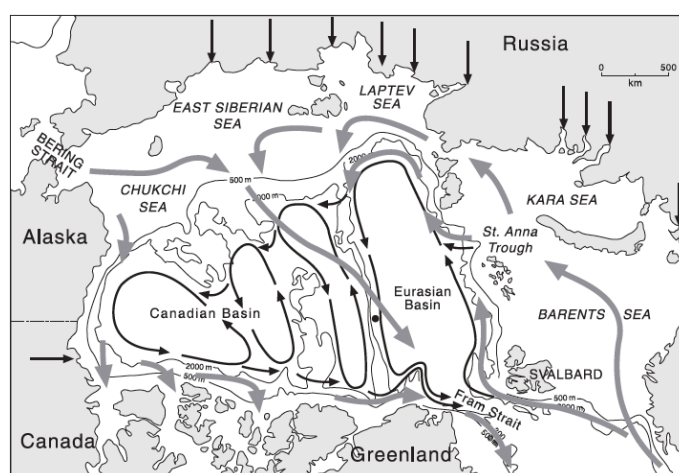 Russia
0 500
km
LAPTEV
SEA
EAST SIBERIAN
SEA
BERING
STRAIT
CHUKCHI
SEA
500 m
KARA SEA
St. Anna
Trough
Alaska
Canadian Basin
Eurasian
Basin
BARENTS SEA
SVALBARD
2000 m
500 m
Fram Strait
500 m
Canada
Greenland